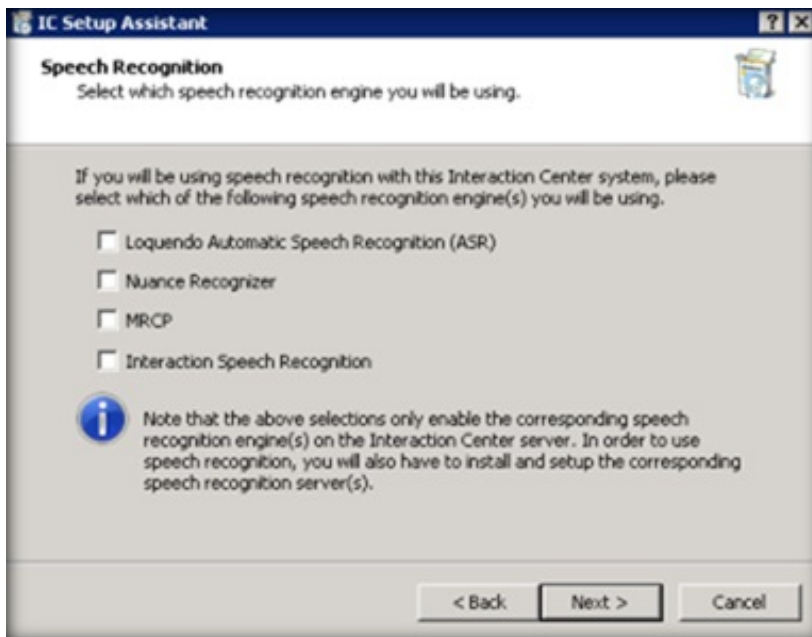 IC Setup Assistant
Speech Recognition
Select which speech recognition engine you will be using.
If you will be using speech recognition with this Interaction Center system, please
select which of the following speech recognition engine(s) you will be using.
Loquendo Automatic Speech Recognition (ASR)
Nuance Recognizer
MRCP
Interaction Speech Recognition
Note that the above selections only enable the corresponding speech
recognition engine(s) on the Interaction Center server. In order to use
speech recognition, you will also have to install and setup the corresponding
speech recognition server(s).
< Back Next > Cancel